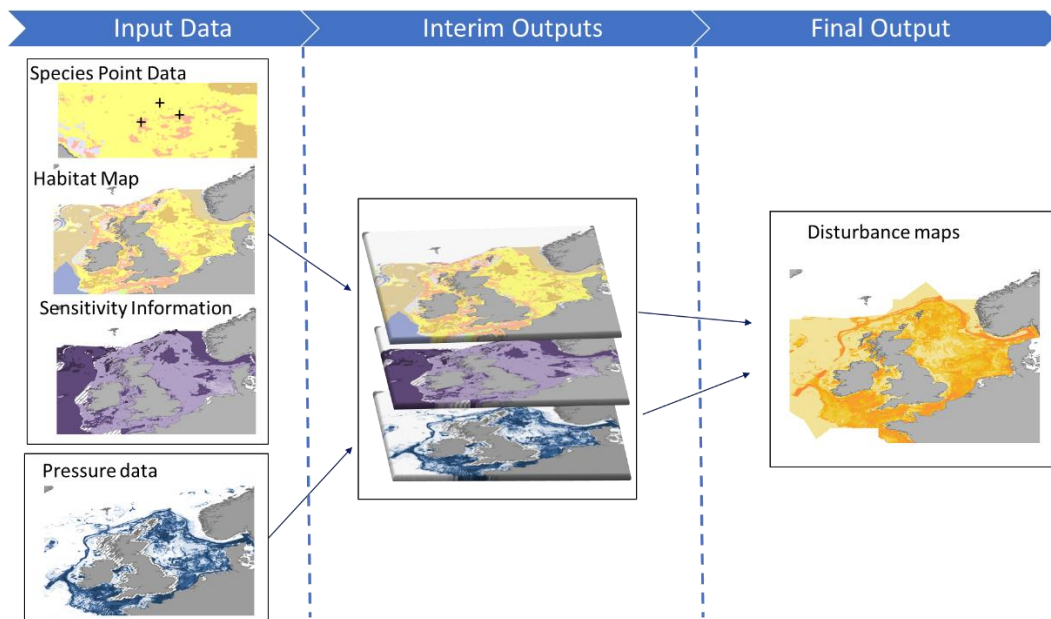 Input Data
Interim Outputs
Final Output
Species Point Data
Habitat Map
Sensitivity Information
Pressure data
Disturbance maps